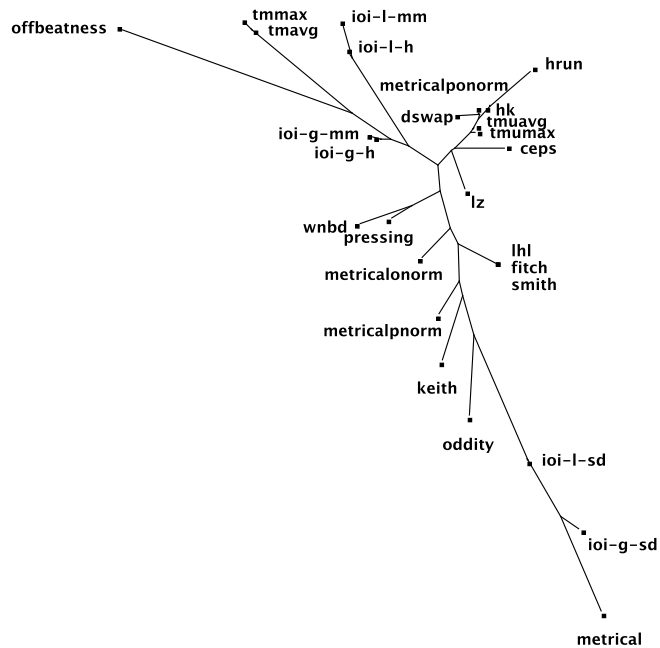 tmmax
ioi-l-mm
offbeatness
tmavg
ioi-l-h
hrun
metricalponorm
hk
dswap
tmuavg
ioi-g-mm
tmumax
ioi-g-h
ceps
lz
wnbd
pressing
lhl
metricalonorm
fitch
smith
metricalpnorm
keith
oddity
ioi-l-sd
ioi-g-sd
metrical